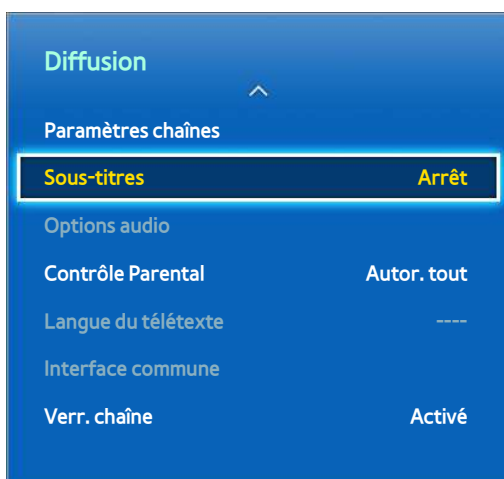 Diffusion
Paramètres chaînes
Sous-titres Arrêt
Options audio
Contrôle Parental Autor. tout
Langue du télétexte ----
Interface commune
Verr. chaîne Activé